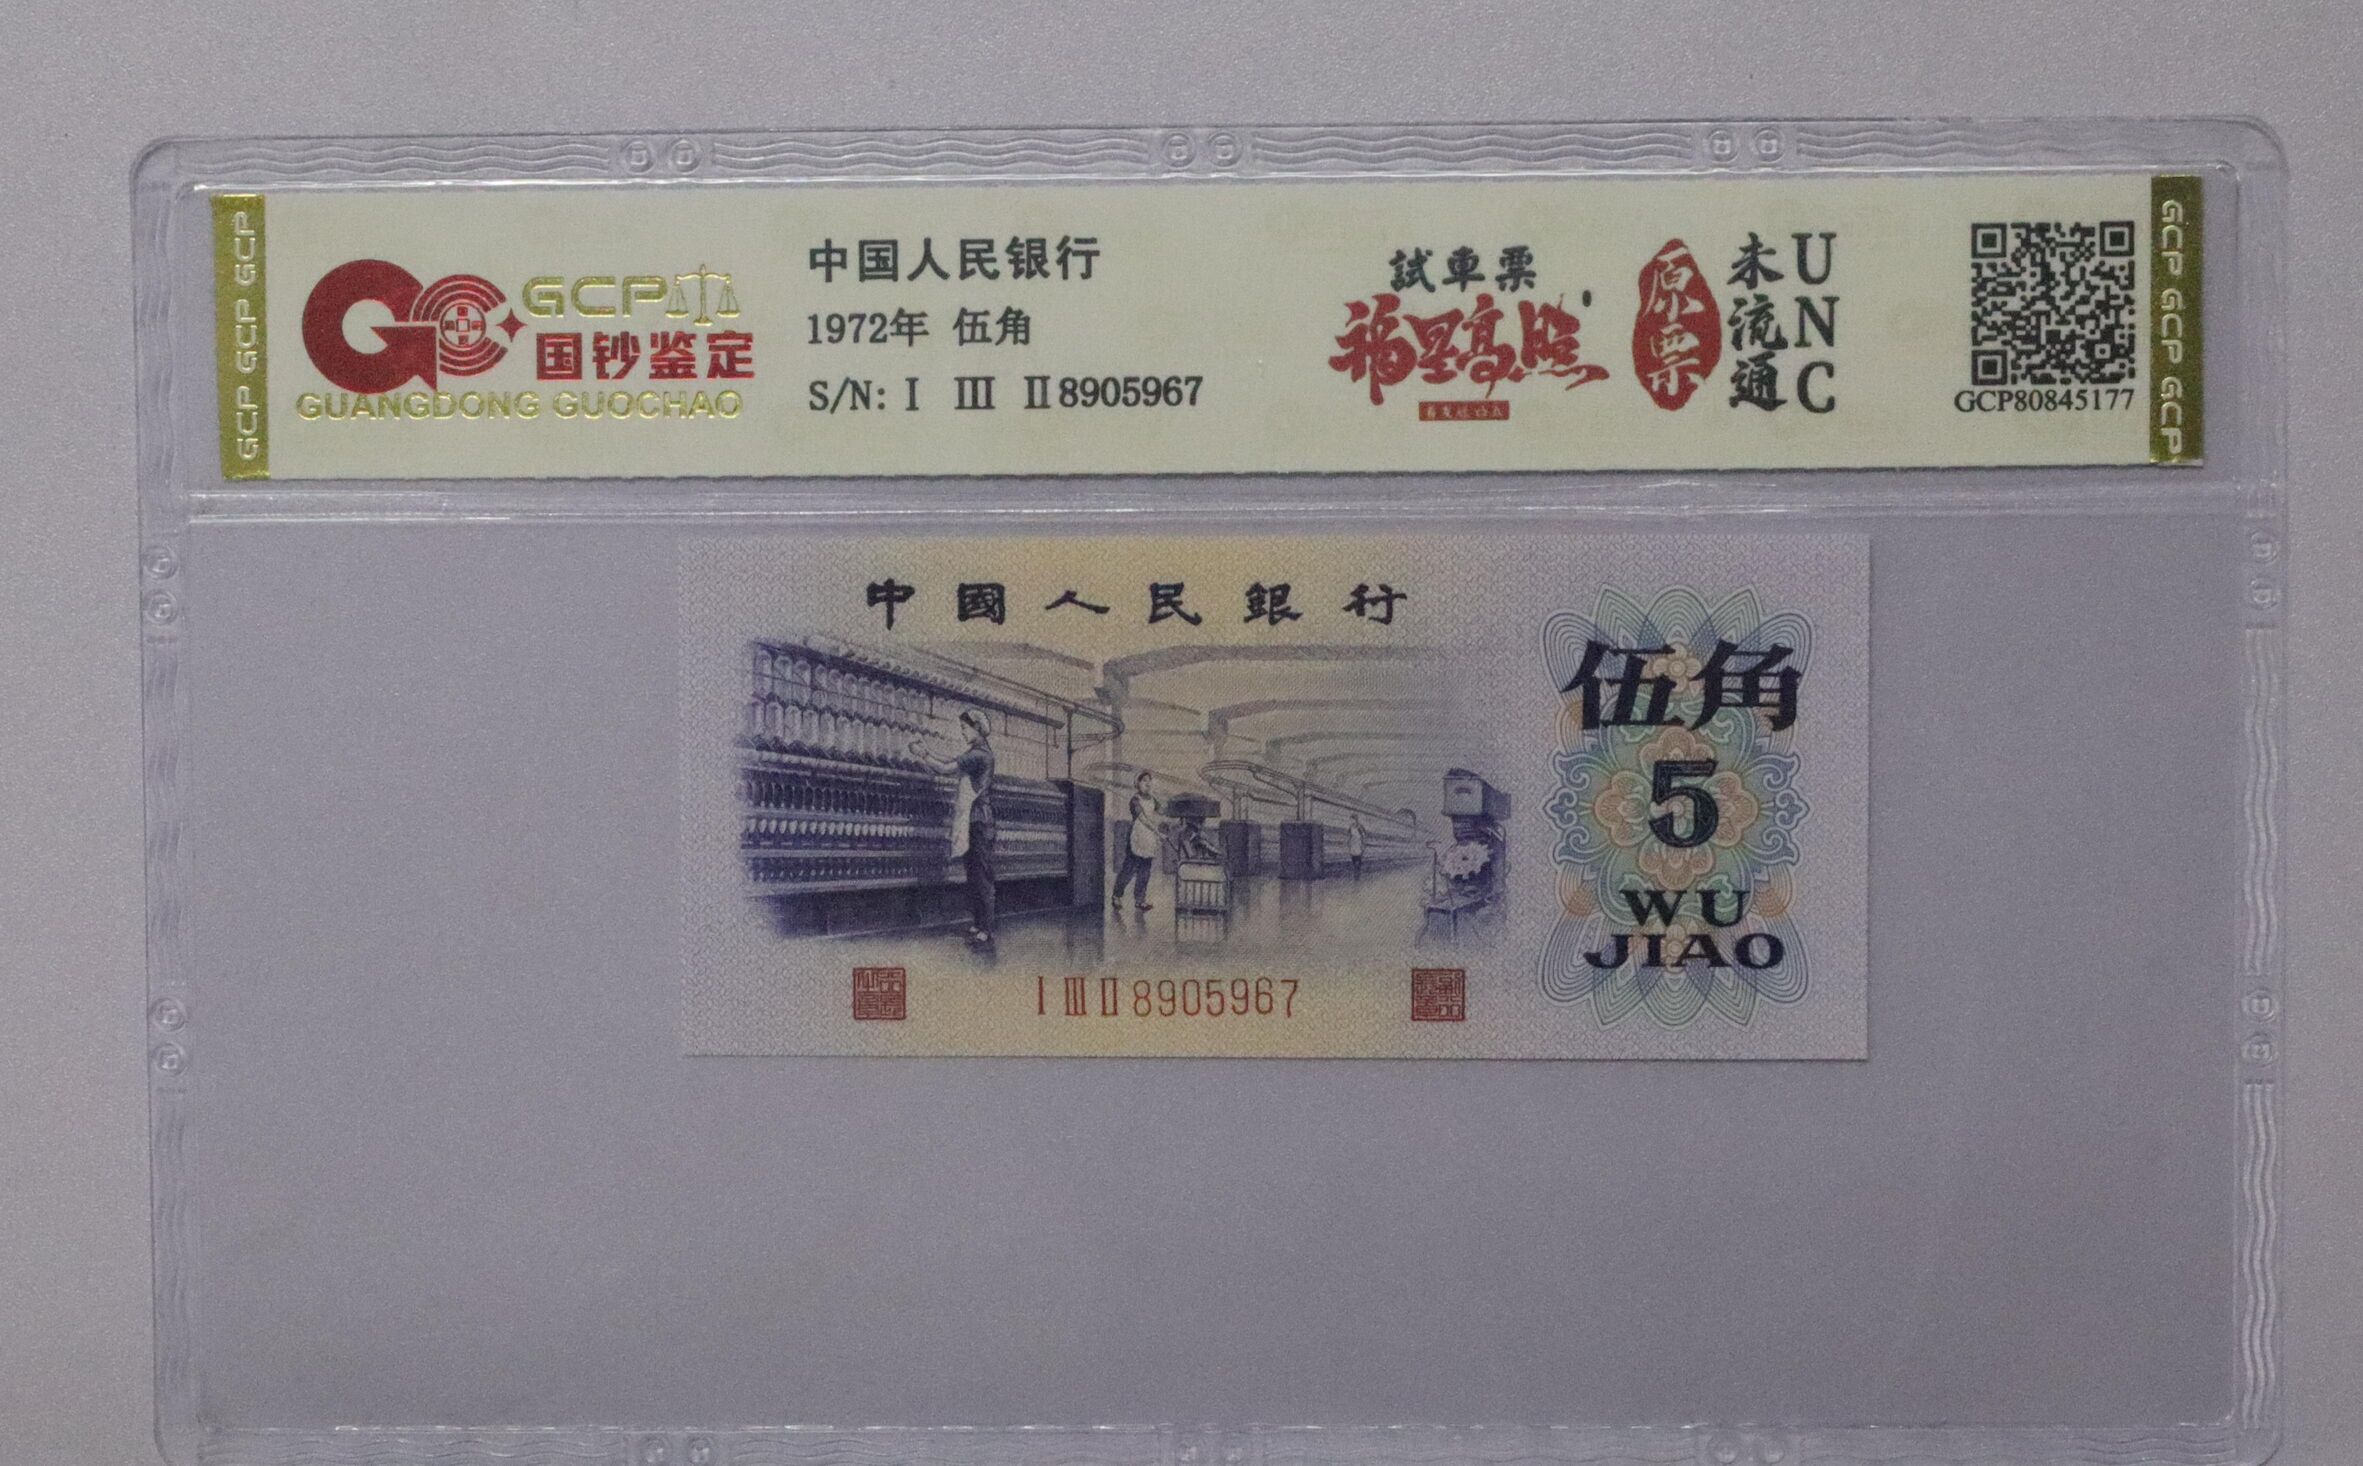 GCP GCP GCP
GCP
国钞鉴定
GUANGDONG GUOCHAO
中国人民银行
1972年 伍角
S/N: I III II 8905967
試車票
福星高照
原票
未流通
UNC
GCP80845177
GCP GCP GCP
中國人民銀行
伍角
5
WU
JIAO
I III II 8905967